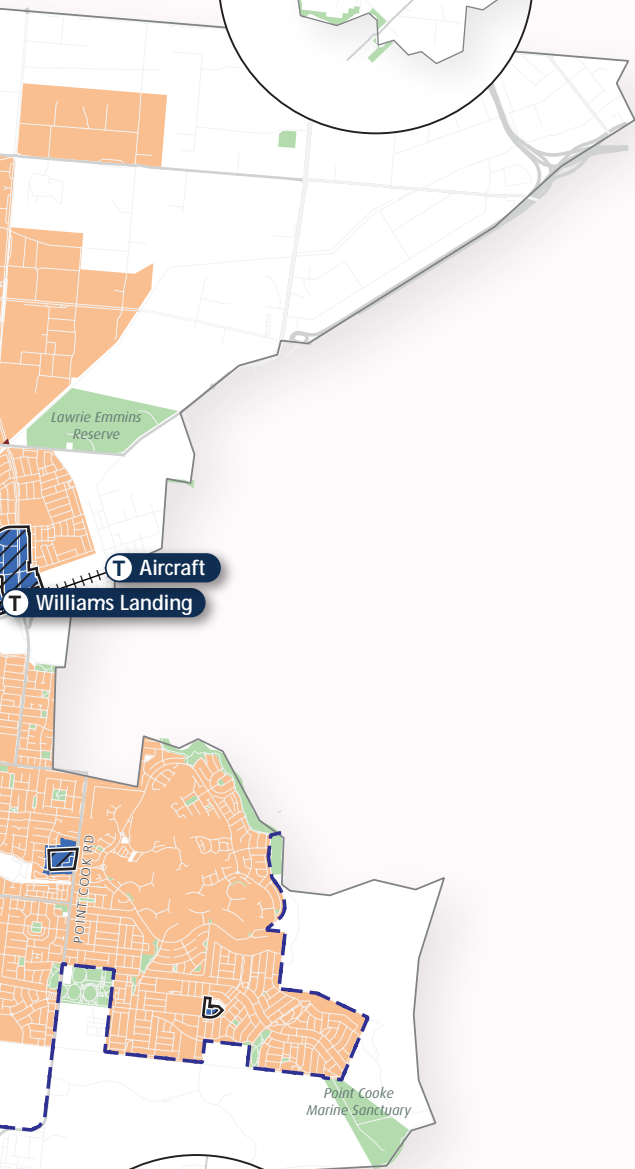 Lawrie Emmins
Reserve
T Aircraft
T Williams Landing
POINT COOK RD
Point Cooke
Marine Sanctuary